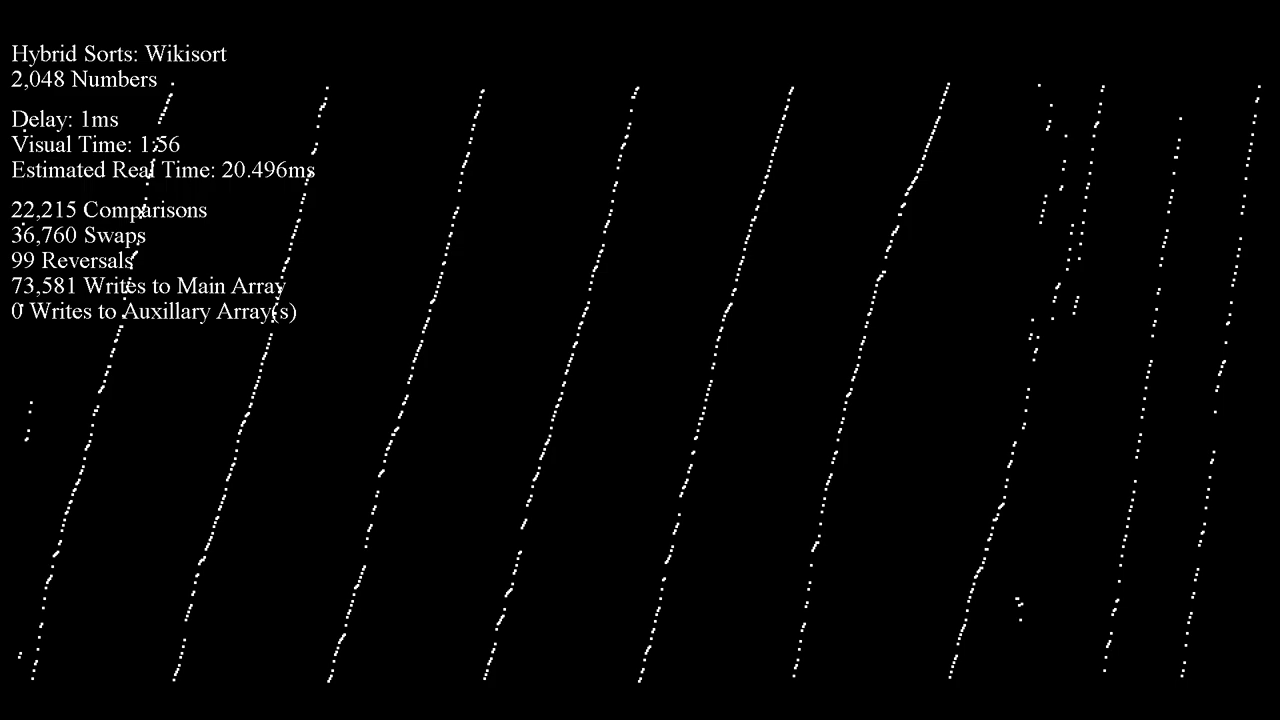 Hybrid Sorts: Wikisort
2,048 Numbers
Delay: 1ms
Visual Time: 1:56
Estimated Real Time: 20.496ms
22,215 Comparisons
36,760 Swaps
99 Reversals
73,581 Writes to Main Array
0 Writes to Auxillary Array(s)